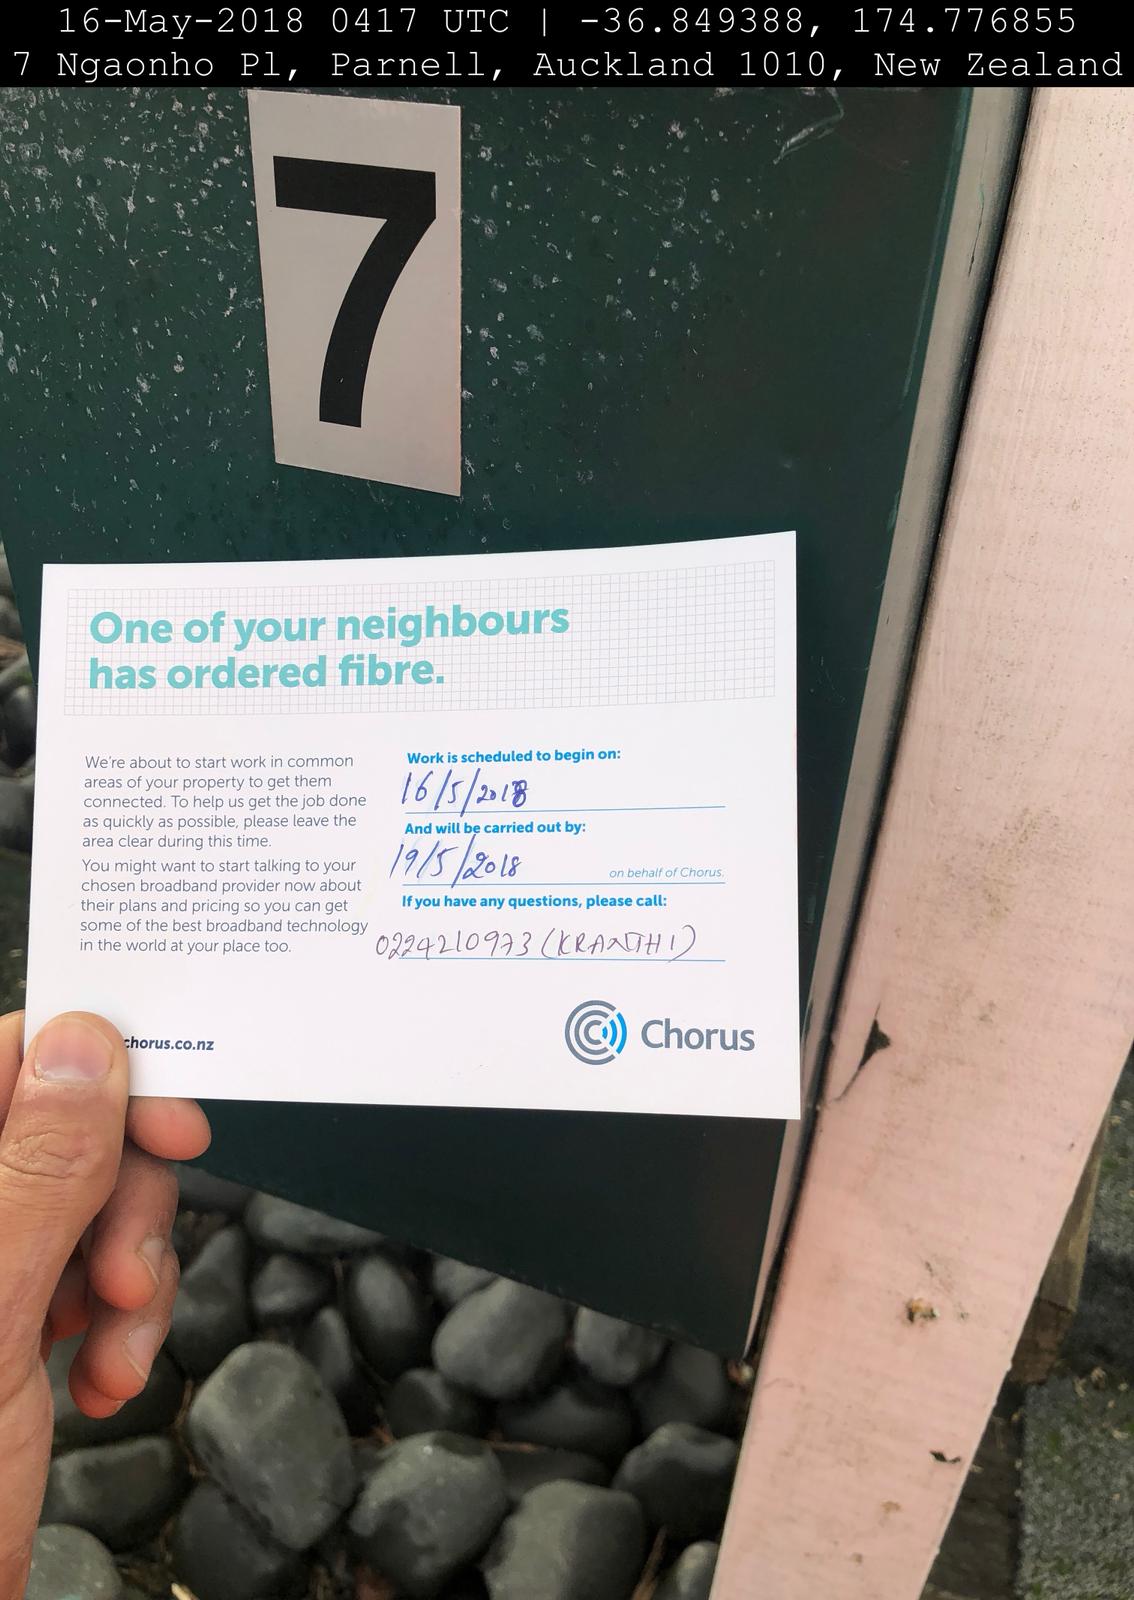 16-May-2018 0417 UTC | -36.849388, 174.776855
7 Ngaonho Pl, Parnell, Auckland 1010, New Zealand
7
One of your neighbours
has ordered fibre.
We're about to start work in common
areas of your property to get them
connected. To help us get the job done
as quickly as possible, please leave the
area clear during this time.
You might want to start talking to your
chosen broadband provider now about
their plans and pricing so you can get
some of the best broadband technology
in the world at your place too.
Work is scheduled to begin on:
16/5/2018
And will be carried out by:
19/5/2018 on behalf of Chorus.
If you have any questions, please call:
0224210973 (KRANTHI)
chorus.co.nz
Chorus